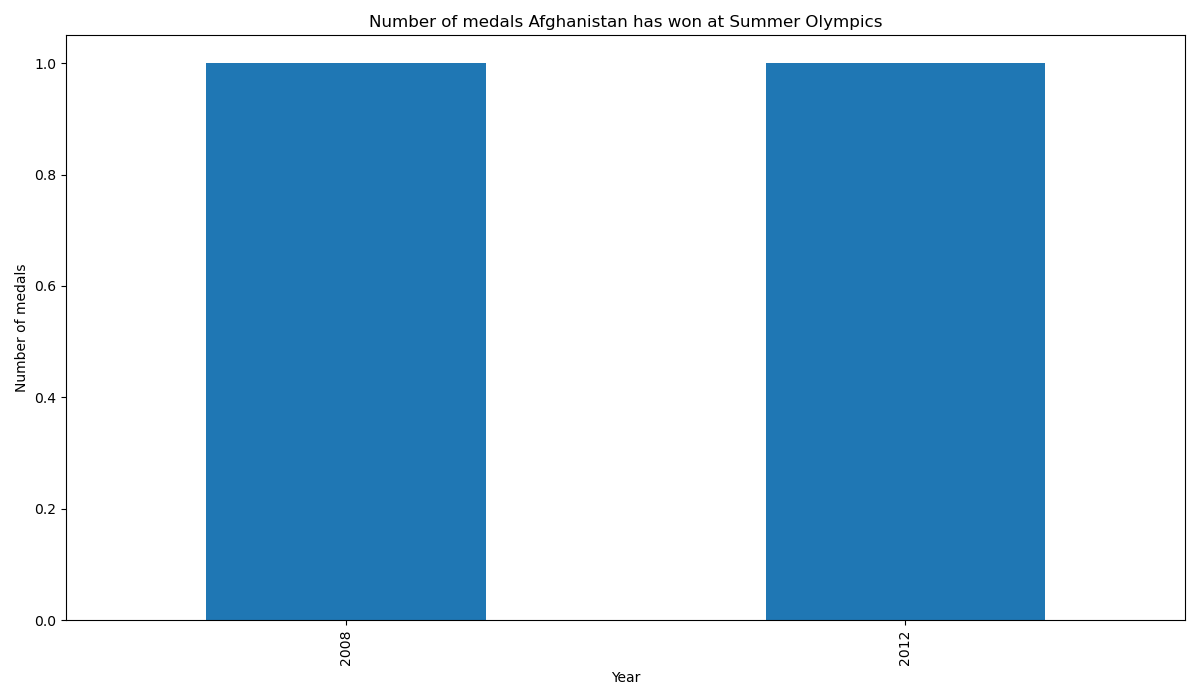 Number of medals Afghanistan has won at Summer Olympics
Number of medals
1.0
0.8
0.6
0.4
0.2
0.0
2008
2012
Year